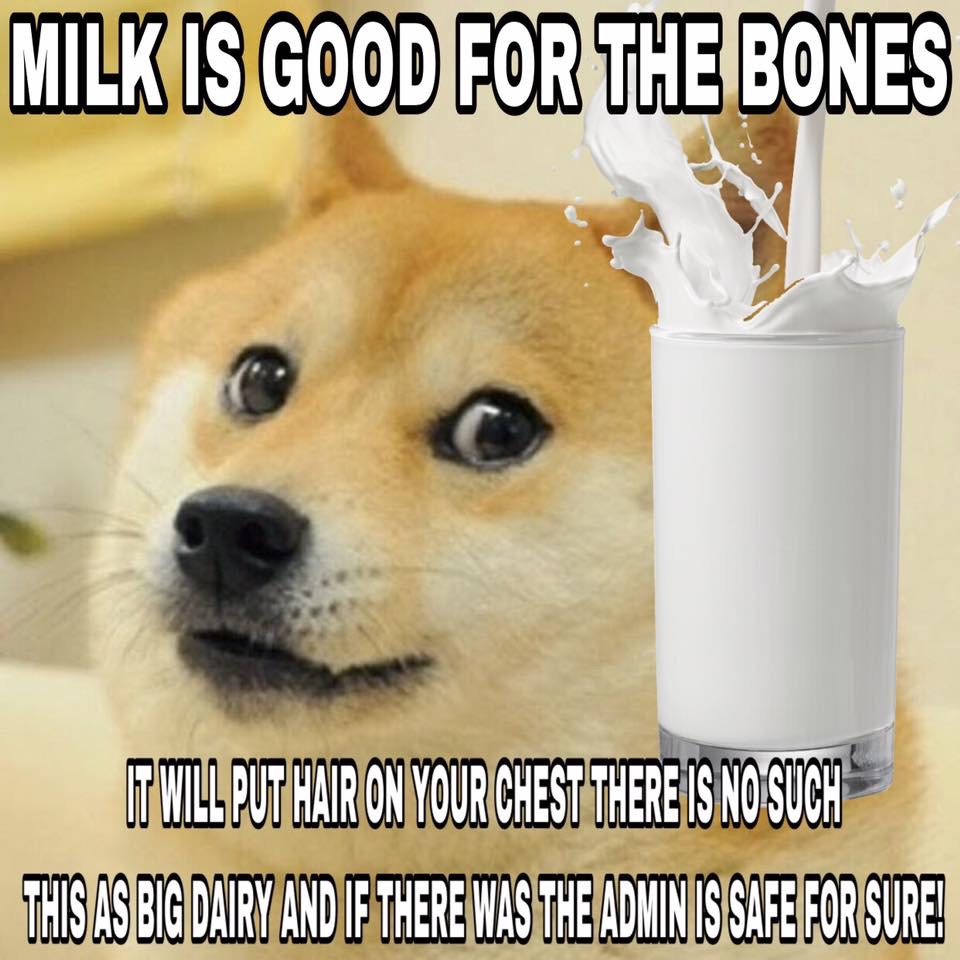 MILK IS GOOD FOR THE BONES
IT WILL PUT HAIR ON YOUR CHEST THERE IS NO SUCH
THIS AS BIG DAIRY AND IF THERE WAS THE ADMIN IS SAFE FOR SURE!